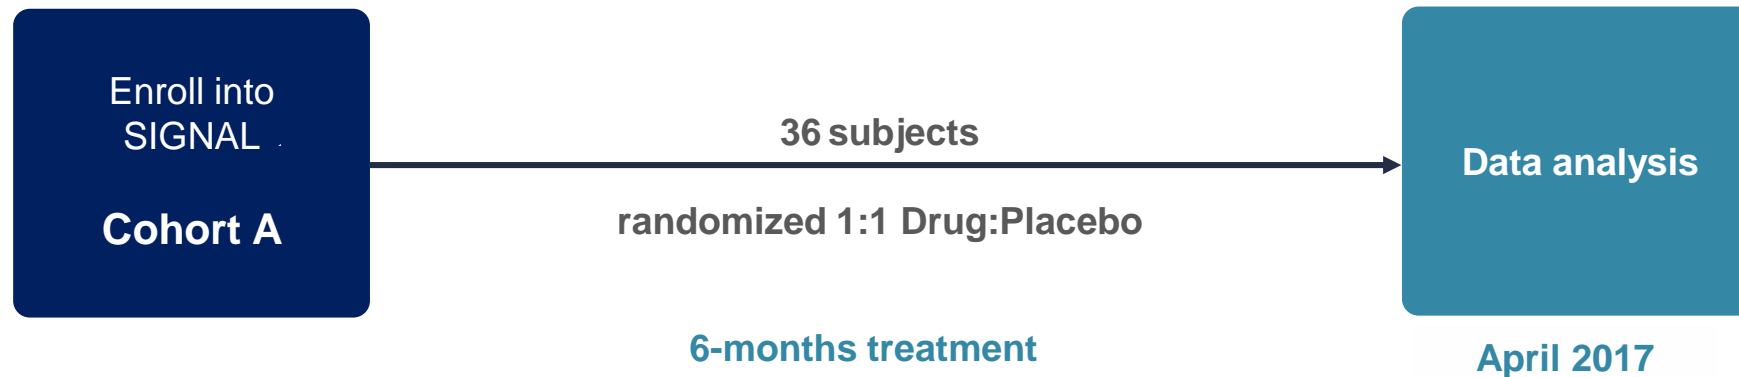 Enroll into
SIGNAL
Cohort A
36 subjects
randomized 1:1 Drug:Placebo
6-months treatment
Data analysis
April 2017